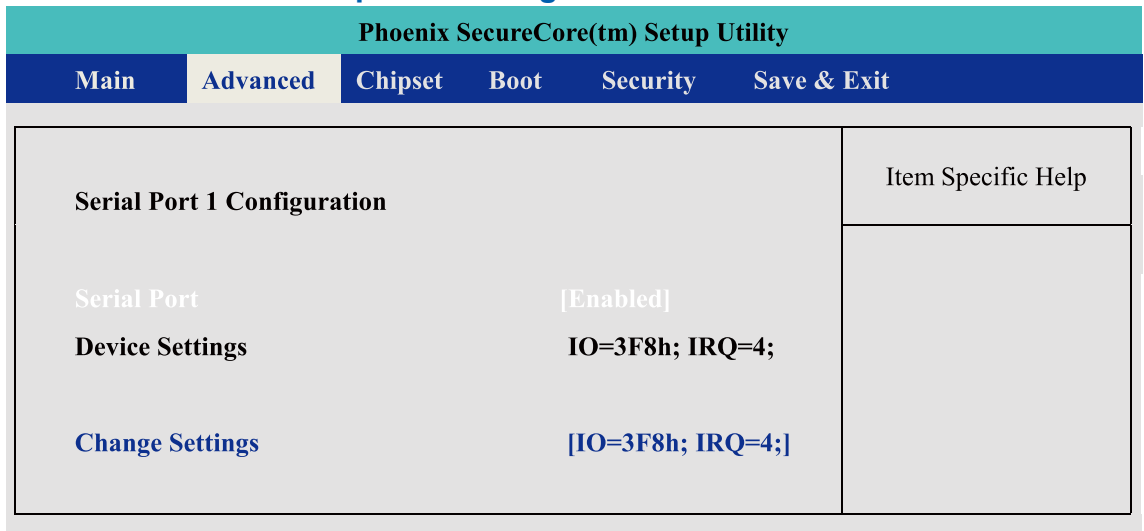 Phoenix SecureCore(tm) Setup Utility
Main Advanced Chipset Boot Security Save & Exit
Serial Port 1 Configuration
Item Specific Help
Serial Port [Enabled]
Device Settings IO=3F8h; IRQ=4;
Change Settings [IO=3F8h; IRQ=4;]